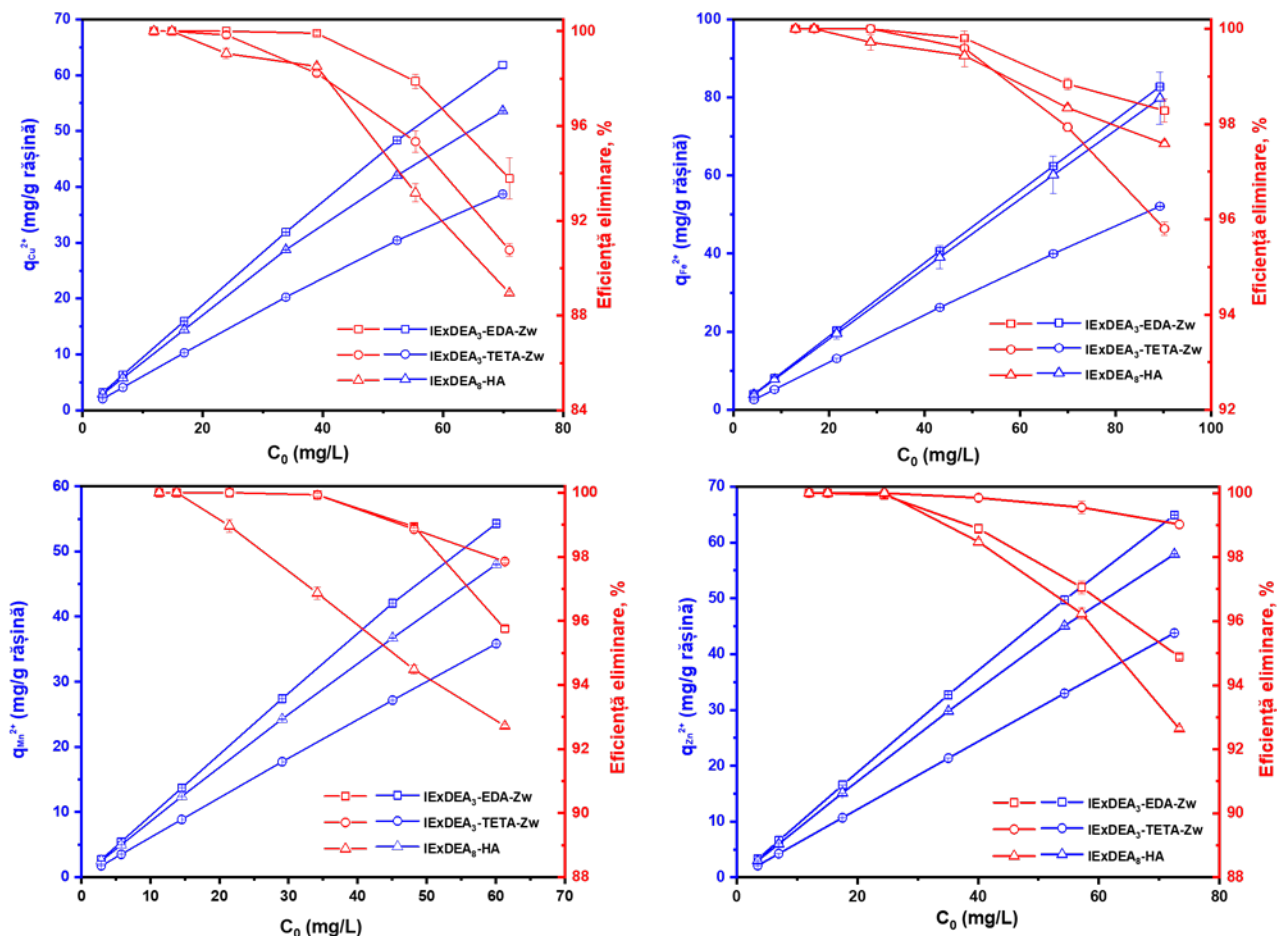 70
60
50
40
30
20
10
0
q Cu²⁺ (mg/g rășină)
100
96
92
88
84
Eficiență eliminare, %
IExDEA₃-EDA-Zw
IExDEA₃-TETA-Zw
IExDEA₈-HA
0 20 40 60 80
C₀ (mg/L)
100
80
60
40
20
0
q Fe²⁺ (mg/g rășină)
100
98
96
94
92
Eficiență eliminare, %
IExDEA₃-EDA-Zw
IExDEA₃-TETA-Zw
IExDEA₈-HA
0 20 40 60 80 100
C₀ (mg/L)
60
50
40
30
20
10
0
q Mn²⁺ (mg/g rășină)
100
98
96
94
92
90
88
Eficiență eliminare, %
IExDEA₃-EDA-Zw
IExDEA₃-TETA-Zw
IExDEA₈-HA
0 10 20 30 40 50 60 70
C₀ (mg/L)
70
60
50
40
30
20
10
0
q Zn²⁺ (mg/g rășină)
100
98
96
94
92
90
88
Eficiență eliminare, %
IExDEA₃-EDA-Zw
IExDEA₃-TETA-Zw
IExDEA₈-HA
0 20 40 60 80
C₀ (mg/L)